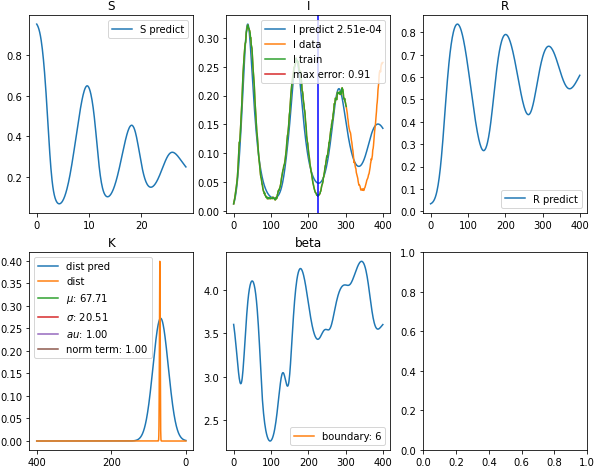 S
I
R
S predict
I predict 2.51e-04
I data
I train
max error: 0.91
R predict
0.8
0.6
0.4
0.2
0 10 20
0.30
0.25
0.20
0.15
0.10
0.05
0.00
0 100 200 300 400
0.8
0.7
0.6
0.5
0.4
0.3
0.2
0.1
0.0
0 100 200 300 400
K
beta
dist pred
dist
μ: 67.71
σ: 20.51
au: 1.00
norm term: 1.00
boundary: 6
0.40
0.35
0.30
0.25
0.20
0.15
0.10
0.05
0.00
400 200 0
4.0
3.5
3.0
2.5
0 100 200 300 400
1.0
0.8
0.6
0.4
0.2
0.0
0.0 0.2 0.4 0.6 0.8 1.0